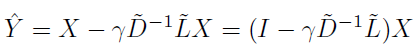 Ŷ = X − γD̃⁻¹L̃X = (I − γD̃⁻¹L̃)X